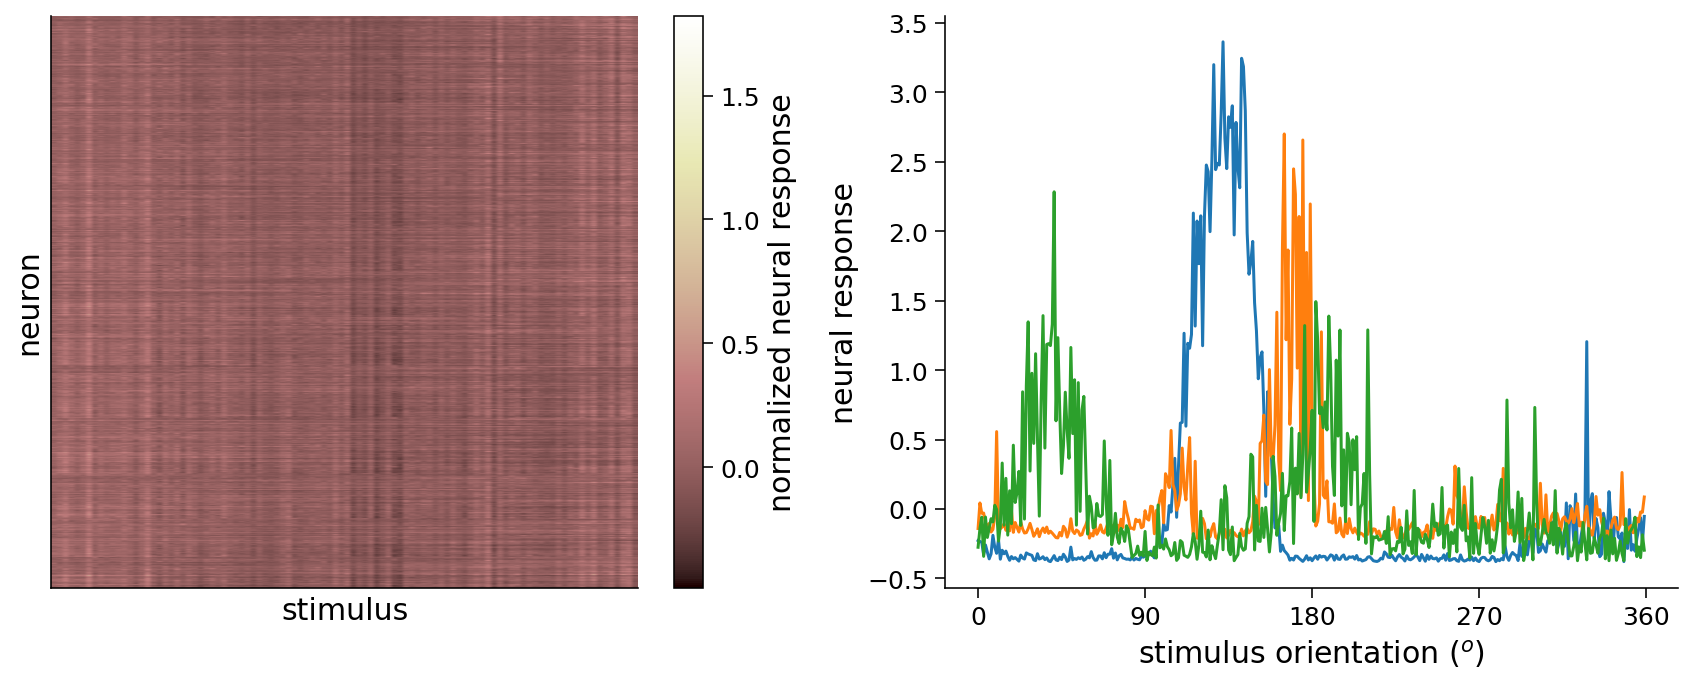 neuron
stimulus
1.5
1.0
0.5
0.0
normalized neural response
neural response
3.5
3.0
2.5
2.0
1.5
1.0
0.5
0.0
−0.5
0 90 180 270 360
stimulus orientation (o)